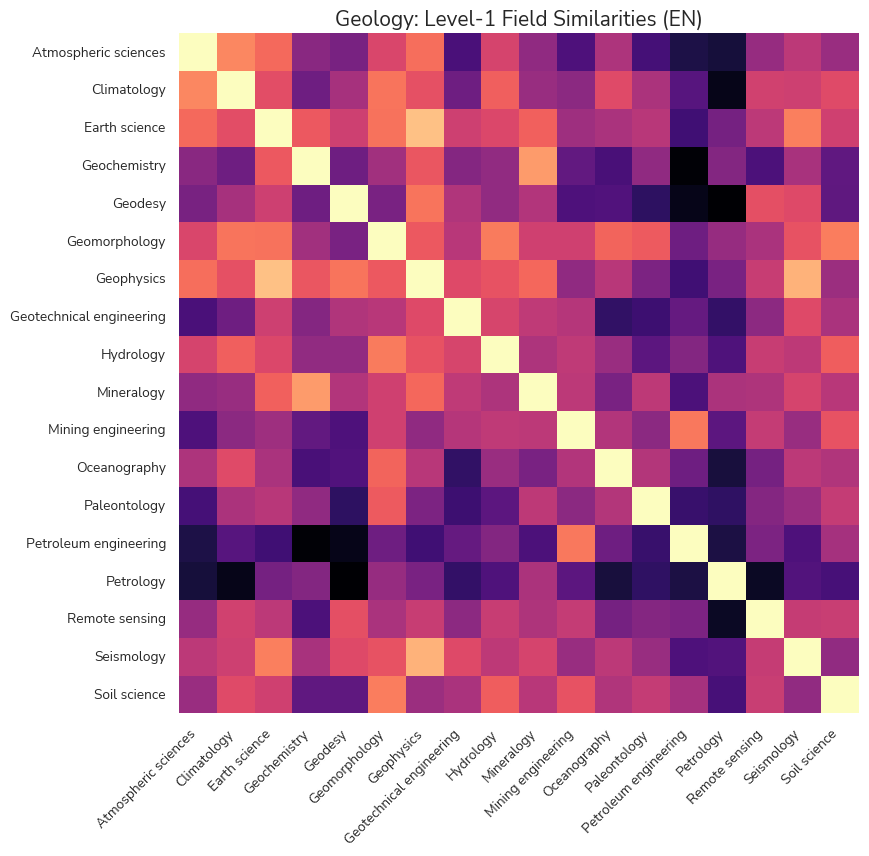 Geology: Level-1 Field Similarities (EN)
Atmospheric sciences
Climatology
Earth science
Geochemistry
Geodesy
Geomorphology
Geophysics
Geotechnical engineering
Hydrology
Mineralogy
Mining engineering
Oceanography
Paleontology
Petroleum engineering
Petrology
Remote sensing
Seismology
Soil science
Atmospheric sciences
Climatology
Earth science
Geochemistry
Geodesy
Geomorphology
Geophysics
Geotechnical engineering
Hydrology
Mineralogy
Mining engineering
Oceanography
Paleontology
Petroleum engineering
Petrology
Remote sensing
Seismology
Soil science